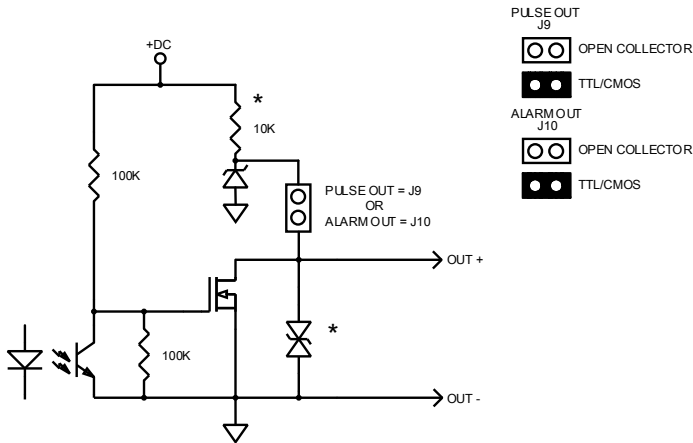 PULSE OUT
J9
OPEN COLLECTOR
TTL/CMOS
ALARM OUT
J10
OPEN COLLECTOR
TTL/CMOS
+DC
*
10K
100K
PULSE OUT = J9
OR
ALARM OUT = J10
OUT +
*
100K
OUT -